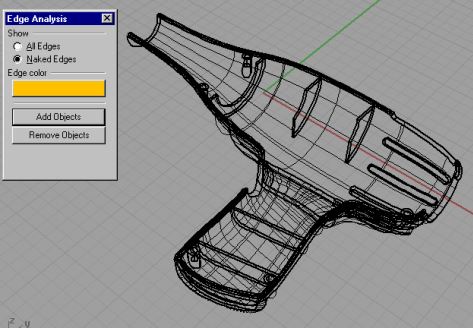 Edge Analysis
Show
All Edges
Naked Edges
Edge color
Add Objects
Remove Objects
z